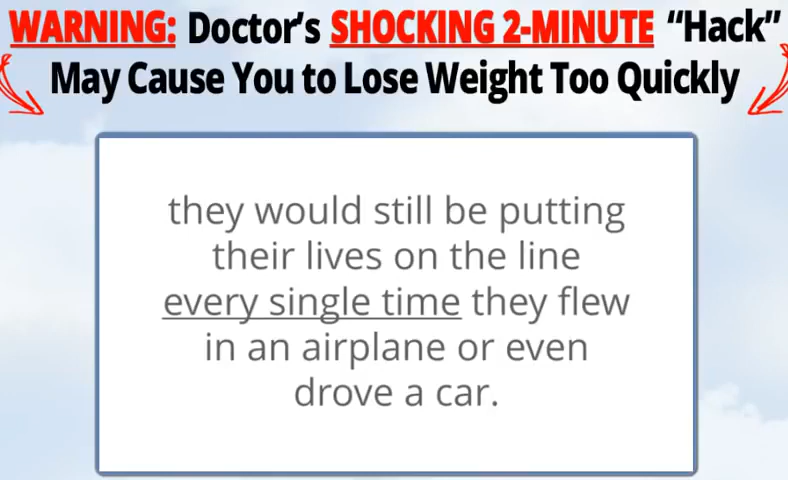 WARNING: Doctor's SHOCKING 2-MINUTE “Hack”
May Cause You to Lose Weight Too Quickly
they would still be putting
their lives on the line
every single time they flew
in an airplane or even
drove a car.